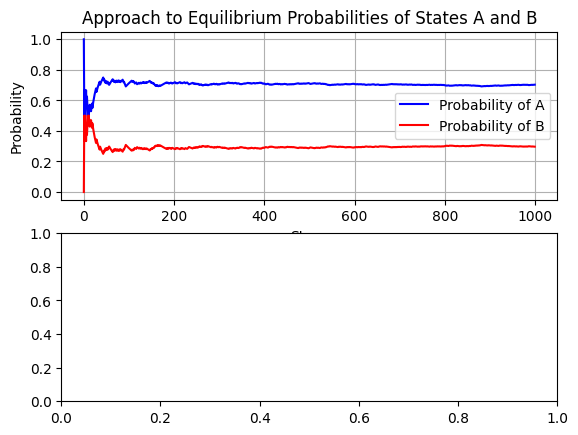 Approach to Equilibrium Probabilities of States A and B
1.0
0.8
0.6
0.4
0.2
0.0
Probability
Probability of A
Probability of B
0 200 400 600 800 1000
1.0
0.8
0.6
0.4
0.2
0.0
0.0 0.2 0.4 0.6 0.8 1.0